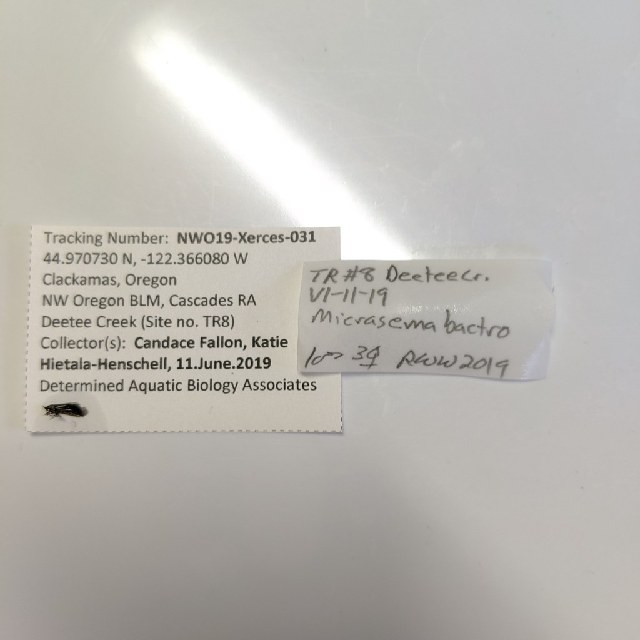 Tracking Number: NWO19-Xerces-031
44.970730 N, -122.366080 W
Clackamas, Oregon
NW Oregon BLM, Cascades RA
Deetee Creek (Site no. TR8)
Collector(s): Candace Fallon, Katie
Hietala-Henschell, 11.June.2019
Determined Aquatic Biology Associates
TR #8 Deetee Cr.
VI-11-19
Micrasema bactro
3♀ RWW 2019